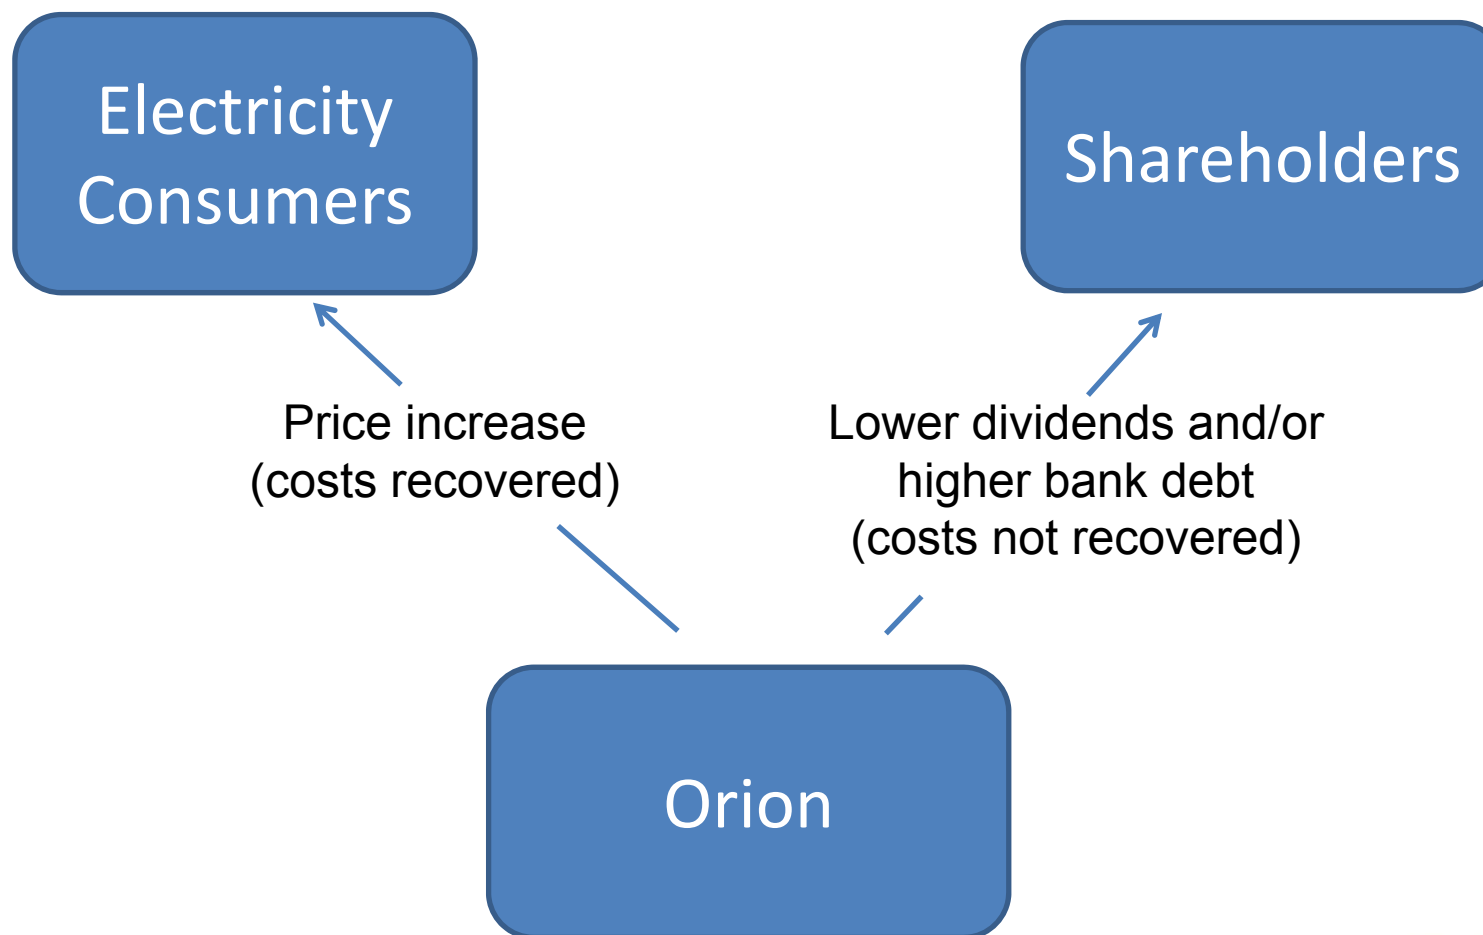 Electricity
Consumers
Shareholders
Price increase
(costs recovered)
Lower dividends and/or
higher bank debt
(costs not recovered)
Orion